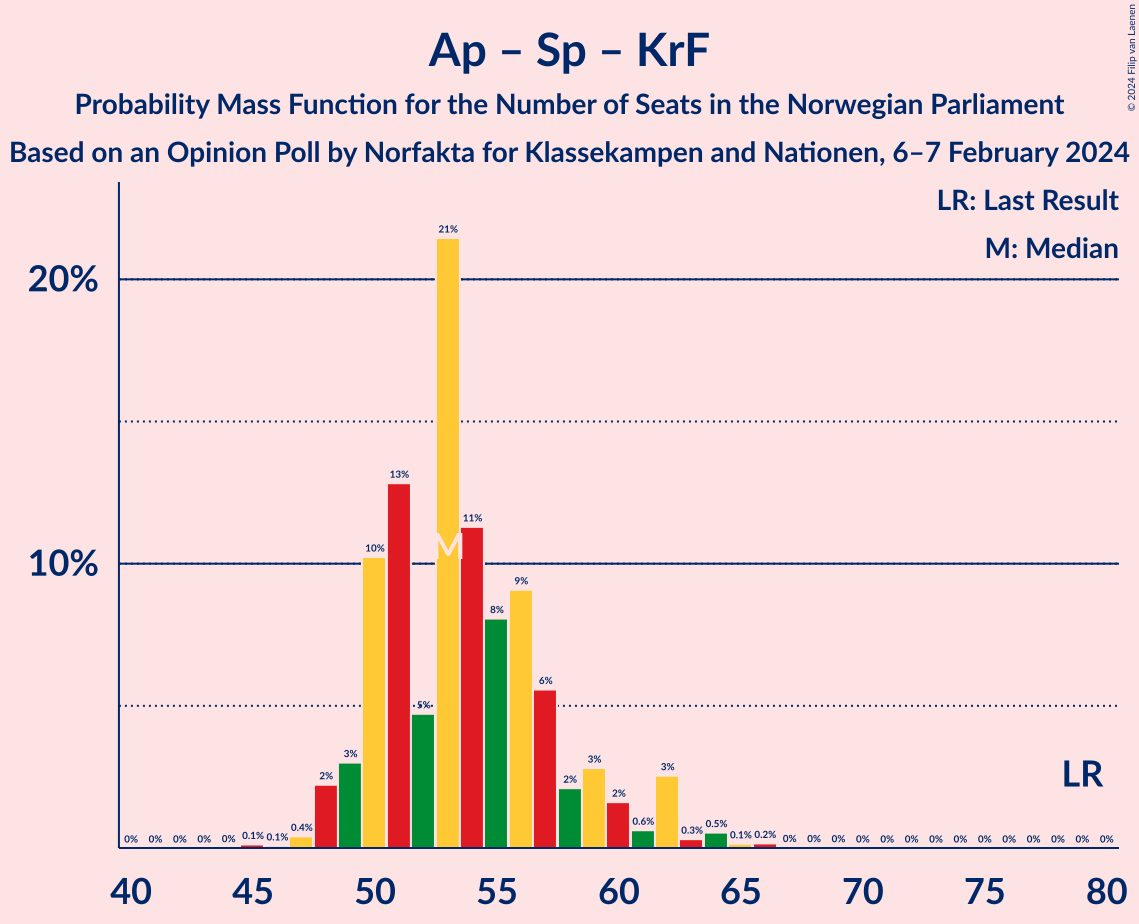 Ap – Sp – KrF
Probability Mass Function for the Number of Seats in the Norwegian Parliament
Based on an Opinion Poll by Norfakta for Klassekampen and Nationen, 6–7 February 2024
© 2024 Filip van Laenen
LR: Last Result
M: Median
20%
10%
21%
13%
11%
10%
M
9%
8%
6%
5%
3%
3%
3%
2%
2%
2%
LR
0% 0% 0% 0% 0% 0.1% 0.1% 0.4% 0.6% 0.3% 0.5% 0.1% 0.2% 0% 0% 0% 0% 0% 0% 0% 0% 0% 0% 0% 0% 0% 0%
40 45 50 55 60 65 70 75 80